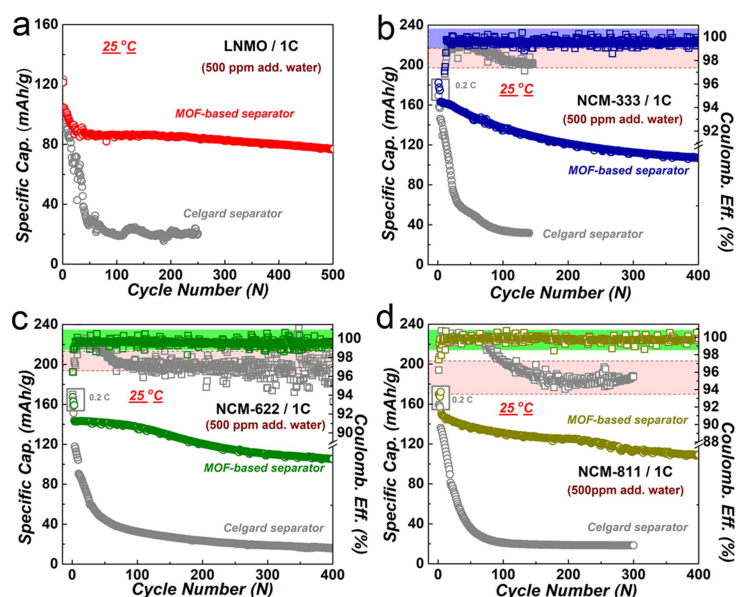 a
160
120
80
40
0
Specific Cap. (mAh/g)
25 °C
LNMO / 1C
(500 ppm add. water)
MOF-based separator
Celgard separator
0 100 200 300 400 500
Cycle Number (N)
b
240
200
160
120
80
40
0
Specific Cap. (mAh/g)
0.2 C
25 °C
NCM-333 / 1C
(500 ppm add. water)
MOF-based separator
Celgard separator
100
98
96
94
92
Coulomb. Eff. (%)
0 100 200 300 400
Cycle Number (N)
c
240
200
160
120
80
40
0
Specific Cap. (mAh/g)
0.2 C
25 °C
NCM-622 / 1C
(500 ppm add. water)
MOF-based separator
Celgard separator
100
98
96
94
92
90
Coulomb. Eff. (%)
0 100 200 300 400
Cycle Number (N)
d
240
200
160
120
80
40
0
Specific Cap. (mAh/g)
0.2 C
25 °C
MOF-based separator
NCM-811 / 1C
(500ppm add. water)
Celgard separator
100
98
96
94
92
90
88
Coulomb. Eff. (%)
0 100 200 300 400
Cycle Number (N)